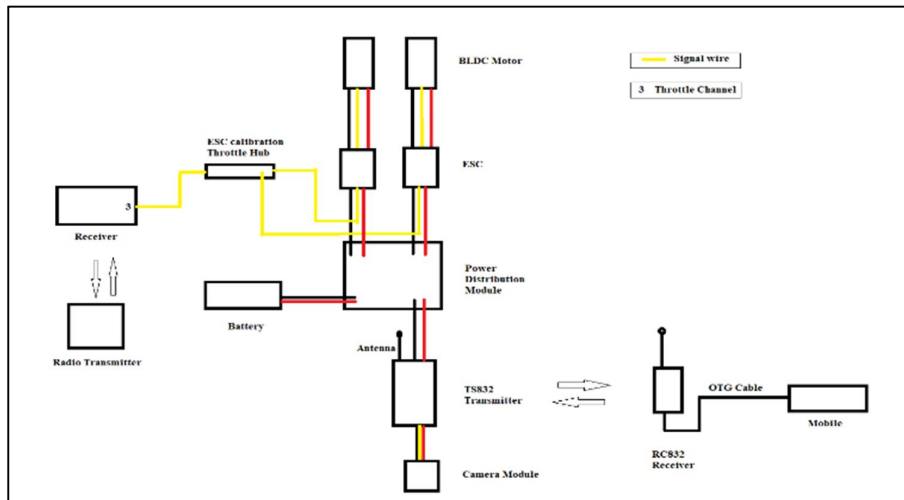 BLDC Motor
Signal wire
3 Throttle Channel
ESC calibration
Throttle Hub
ESC
3
Receiver
Power
Distribution
Module
Battery
Radio Transmitter
Antenna
TS832
Transmitter
OTG Cable
Mobile
RC832
Receiver
Camera Module